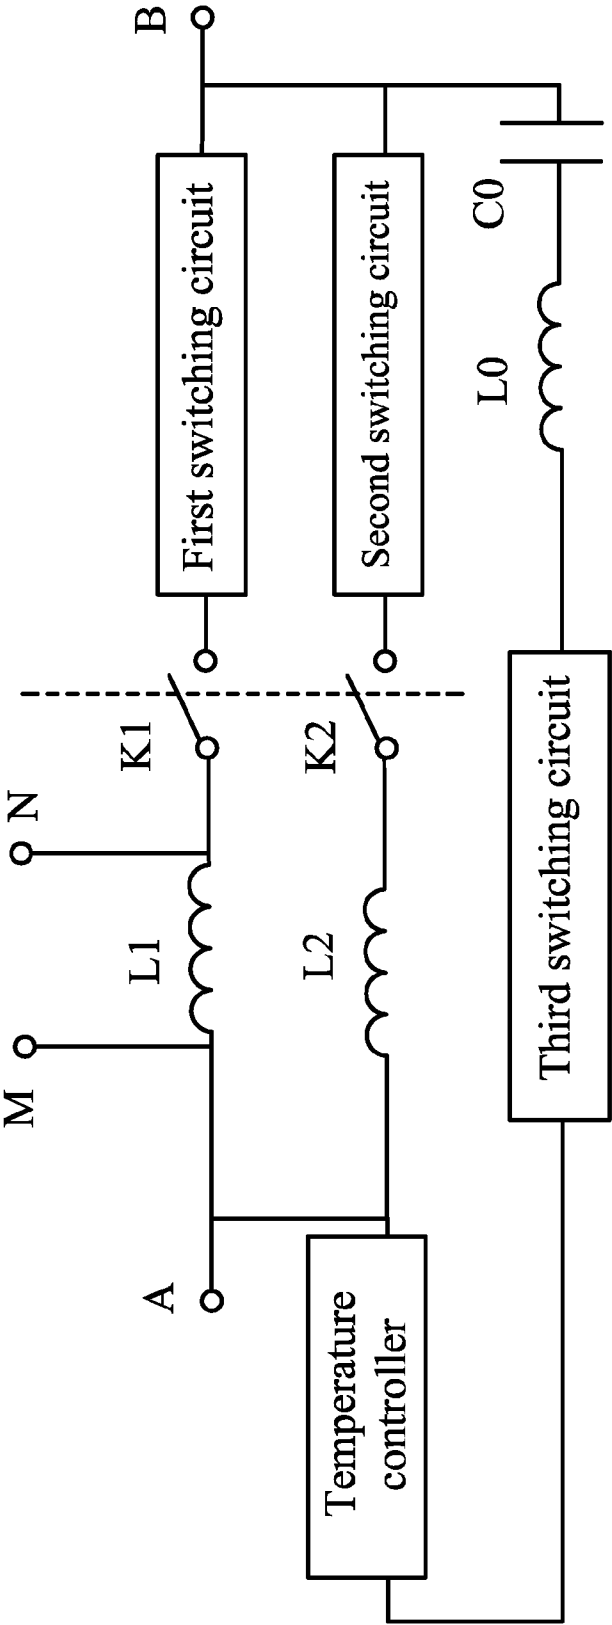 M
N
A
L1
K1
First switching circuit
B
L2
K2
Second switching circuit
Temperature
controller
Third switching circuit
L0
C0